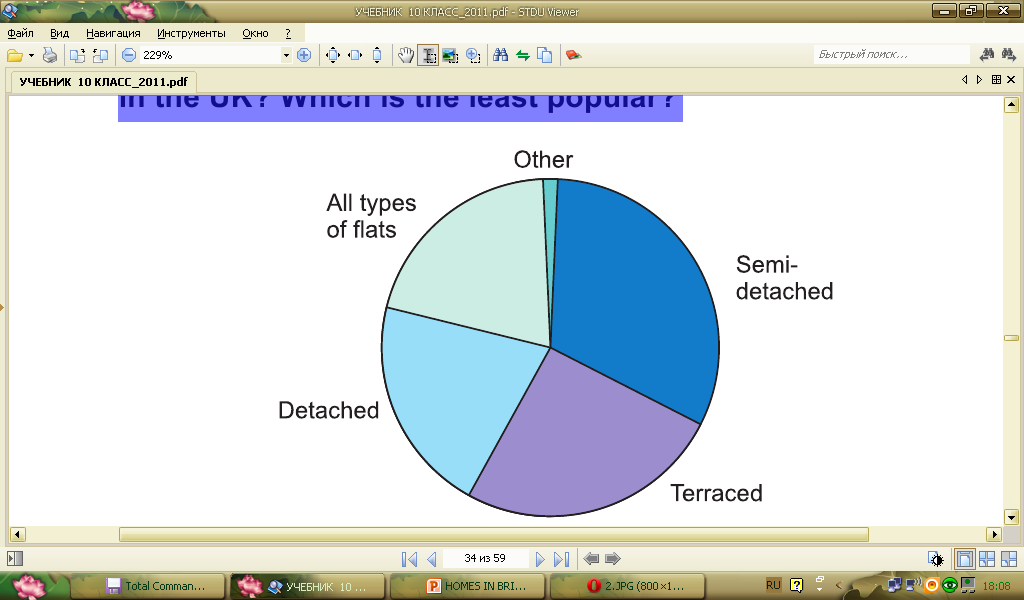 УЧЕБНИК 10 КЛАСС_2011.pdf - STDU Viewer
Файл Вид Навигация Инструменты Окно ?
229%
Быстрый поиск...
УЧЕБНИК 10 КЛАСС_2011.pdf
in the UK? Which is the least popular?
Other
All types
of flats
Semi-
detached
Detached
Terraced
34 из 59
Total Comman... УЧЕБНИК 10 ... HOMES IN BRI... 2.JPG (800×1... RU 18:08